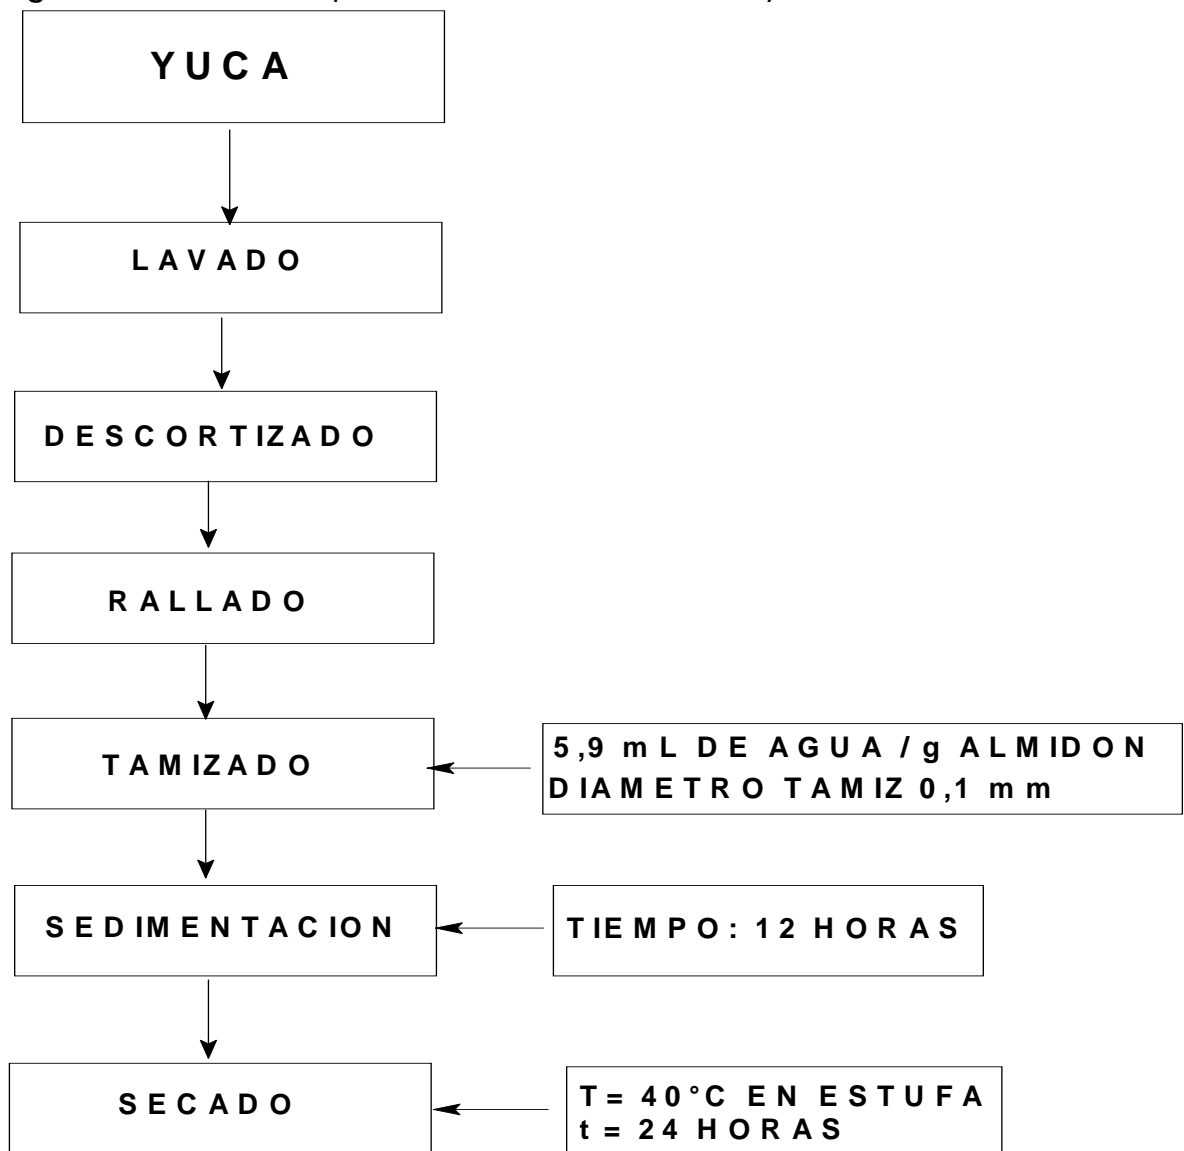 YUCA
LAVADO
DESCORTIZADO
RALLADO
TAMIZADO
5,9 mL DE AGUA / g ALMIDON
DIAMETRO TAMIZ 0,1 mm
SEDIMENTACION
TIEMPO: 12 HORAS
SECADO
T= 40°C EN ESTUFA
t = 24 HORAS